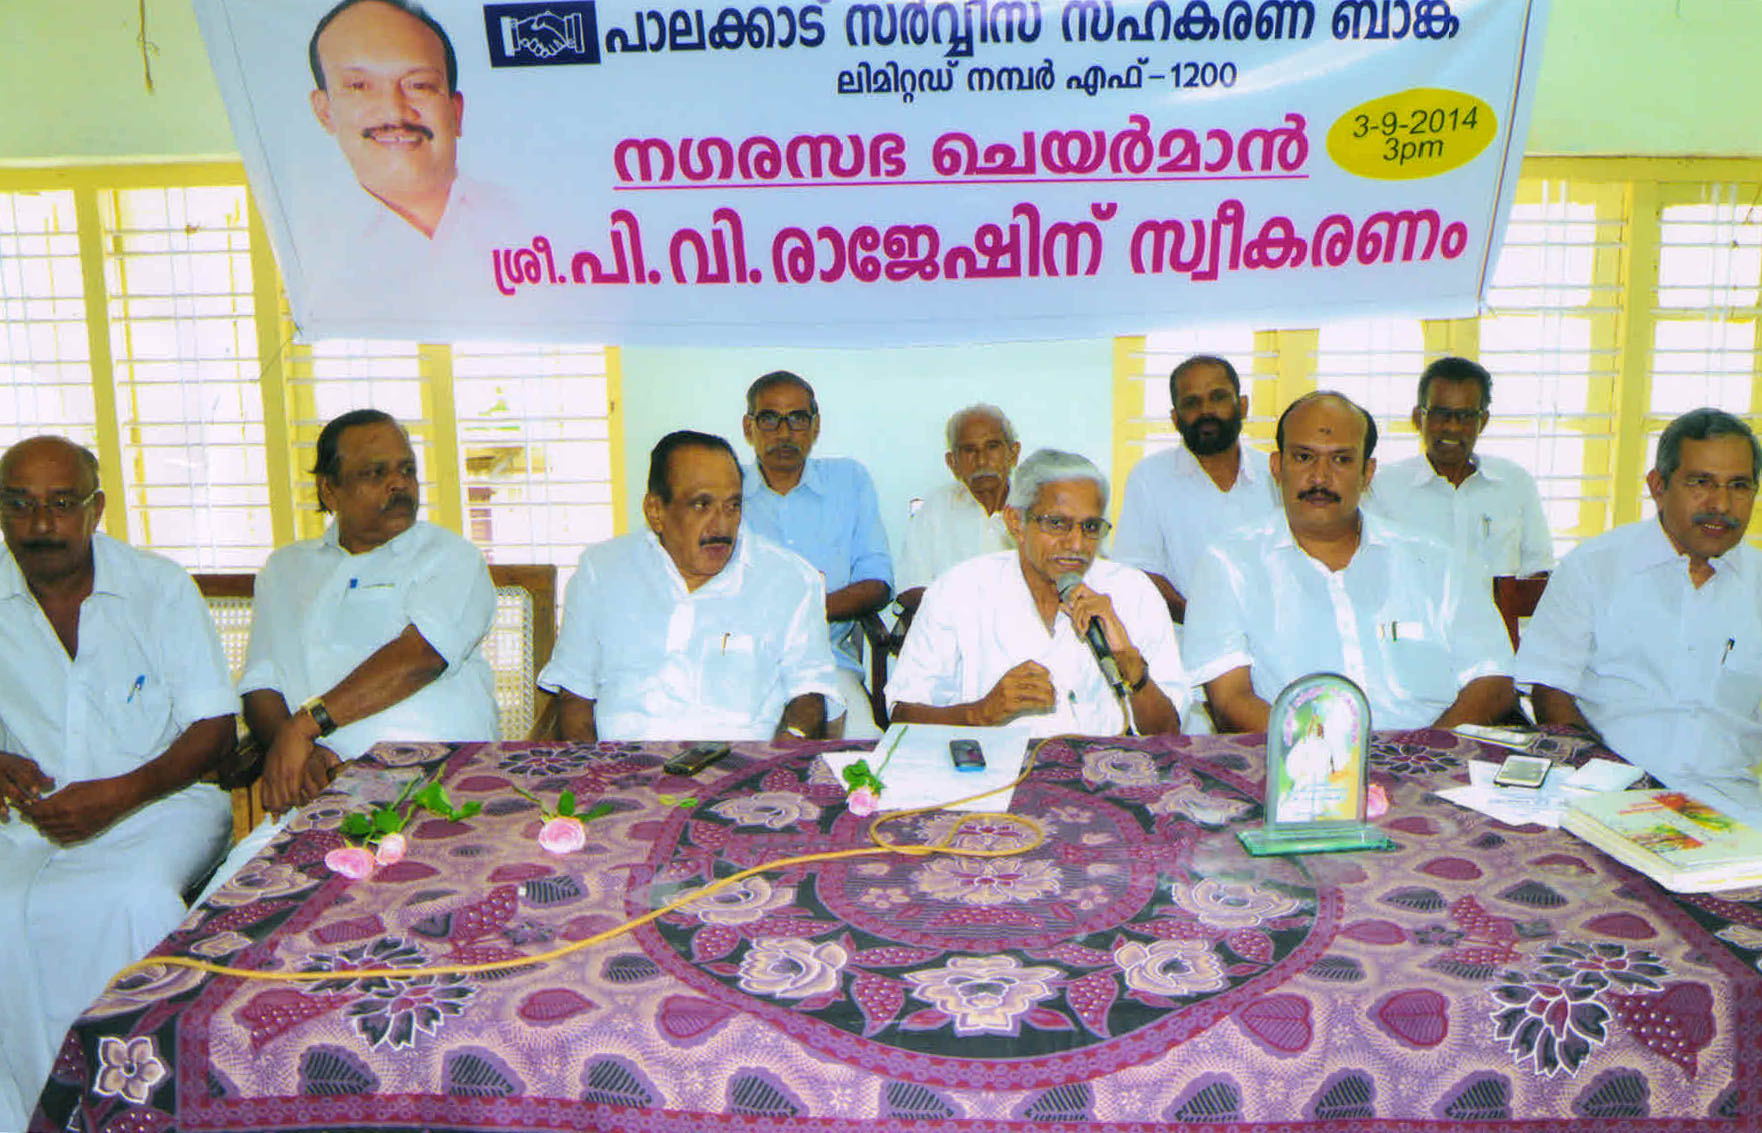 പാലക്കാട് സർവ്വീസ് സഹകരണ ബാങ്ക്
ലിമിറ്റഡ് നമ്പർ എഫ്-1200
നഗരസഭ ചെയർമാൻ
3-9-2014
3pm
ശ്രീ.പി.വി.രാജേഷിന് സ്വീകരണം